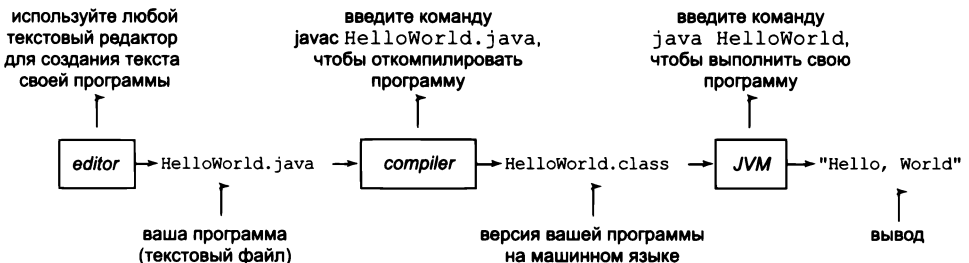 используйте любой
текстовый редактор
для создания текста
своей программы
введите команду
javac HelloWorld.java,
чтобы откомпилировать
программу
введите команду
java HelloWorld,
чтобы выполнить свою
программу
editor
HelloWorld.java
compiler
HelloWorld.class
JVM
"Hello, World"
ваша программа
(текстовый файл)
версия вашей программы
на машинном языке
вывод